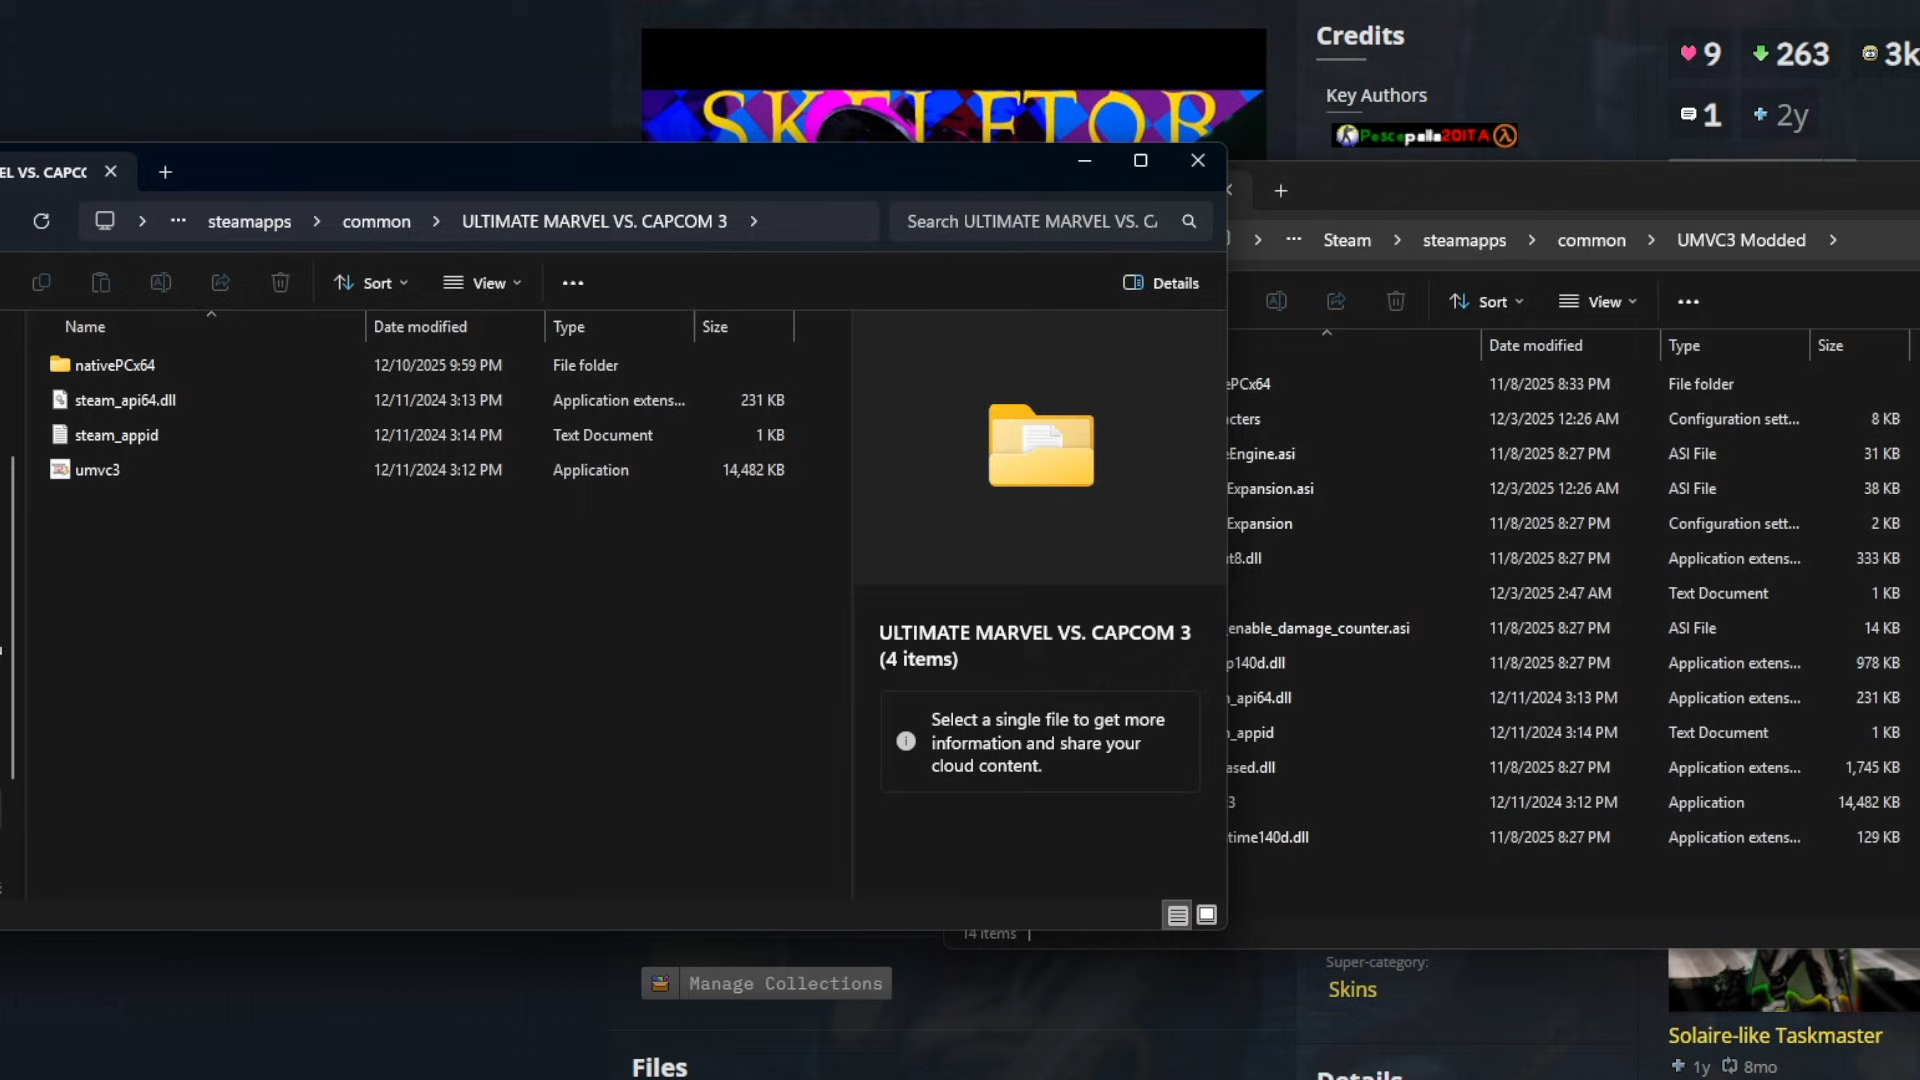 Credits
9 263 3k
Key Authors
1 2y
Pescepalla20ITA
SKELETOR
EL VS. CAPC
steamapps > common > ULTIMATE MARVEL VS. CAPCOM 3 >
Search ULTIMATE MARVEL VS. C
Sort View Details
Name Date modified Type Size
nativePCx64 12/10/2025 9:59 PM File folder
steam_api64.dll 12/11/2024 3:13 PM Application extens... 231 KB
steam_appid 12/11/2024 3:14 PM Text Document 1 KB
umvc3 12/11/2024 3:12 PM Application 14,482 KB
ULTIMATE MARVEL VS. CAPCOM 3
(4 items)
Select a single file to get more
information and share your
cloud content.
Steam > steamapps > common > UMVC3 Modded >
Sort View
Date modified Type Size
ePCx64 11/8/2025 8:33 PM File folder
cters 12/3/2025 12:26 AM Configuration sett... 8 KB
eEngine.asi 11/8/2025 8:27 PM ASI File 31 KB
Expansion.asi 12/3/2025 12:26 AM ASI File 38 KB
Expansion 11/8/2025 8:27 PM Configuration sett... 2 KB
t8.dll 11/8/2025 8:27 PM Application extens... 333 KB
12/3/2025 2:47 AM Text Document 1 KB
_enable_damage_counter.asi 11/8/2025 8:27 PM ASI File 14 KB
p140d.dll 11/8/2025 8:27 PM Application extens... 978 KB
_api64.dll 12/11/2024 3:13 PM Application extens... 231 KB
_appid 12/11/2024 3:14 PM Text Document 1 KB
ased.dll 11/8/2025 8:27 PM Application extens... 1,745 KB
3 12/11/2024 3:12 PM Application 14,482 KB
time140d.dll 11/8/2025 8:27 PM Application extens... 129 KB
14 items
Manage Collections
Files
Super-category:
Skins
Details
Solaire-like Taskmaster
1y 8mo